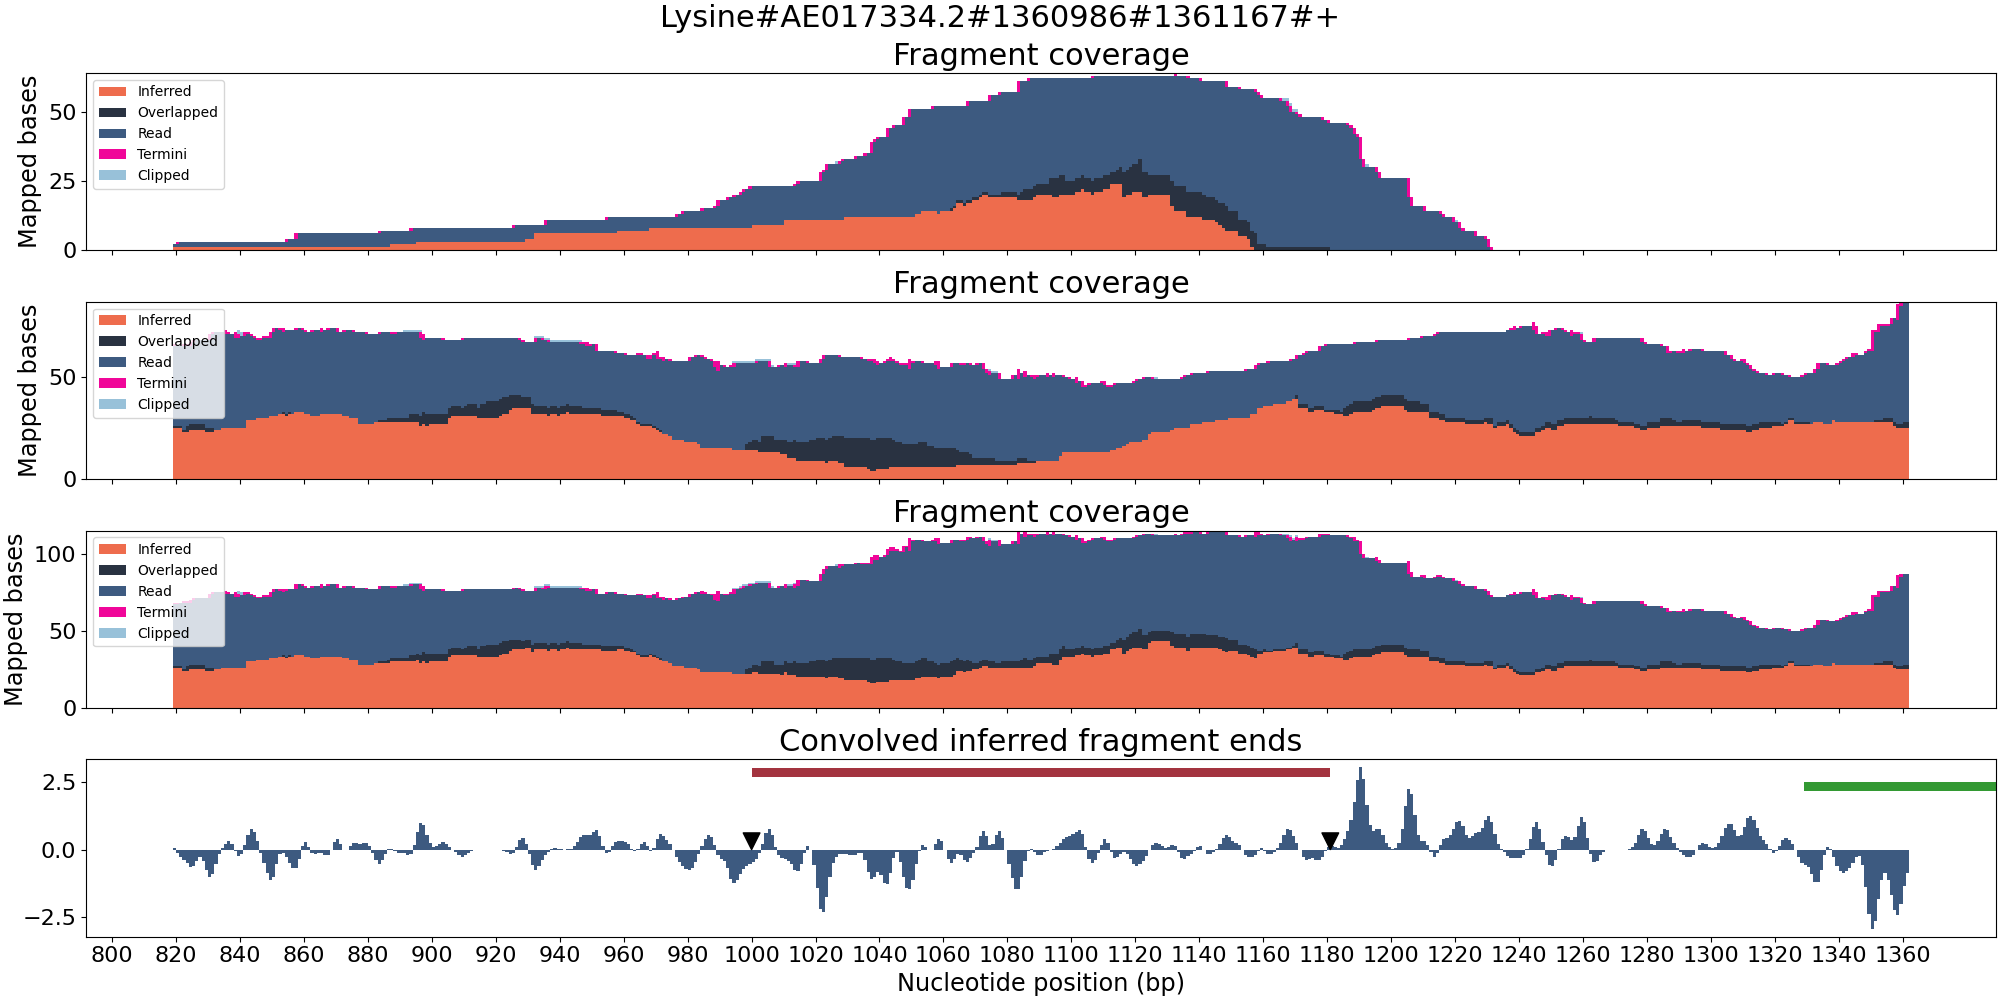 Lysine#AE017334.2#1360986#1361167#+
Fragment coverage
Mapped bases
50
25
0
Inferred
Overlapped
Read
Termini
Clipped
Fragment coverage
Mapped bases
50
0
Inferred
Overlapped
Read
Termini
Clipped
Fragment coverage
Mapped bases
100
50
0
Inferred
Overlapped
Read
Termini
Clipped
Convolved inferred fragment ends
2.5
0.0
−2.5
800 820 840 860 880 900 920 940 960 980 1000 1020 1040 1060 1080 1100 1120 1140 1160 1180 1200 1220 1240 1260 1280 1300 1320 1340 1360
Nucleotide position (bp)